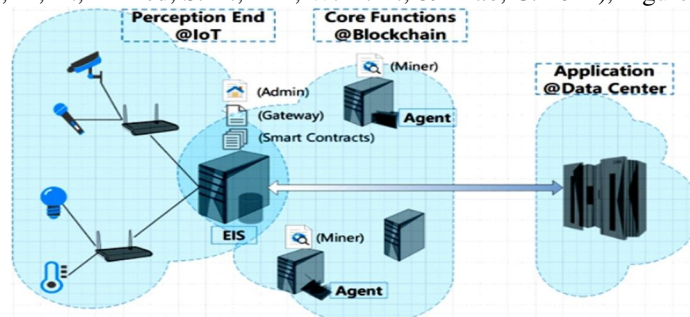 Perception End
@IoT
Core Functions
@Blockchain
Application
@Data Center
(Miner)
(Admin)
(Gateway)
(Smart Contracts)
Agent
EIS
(Miner)
Agent